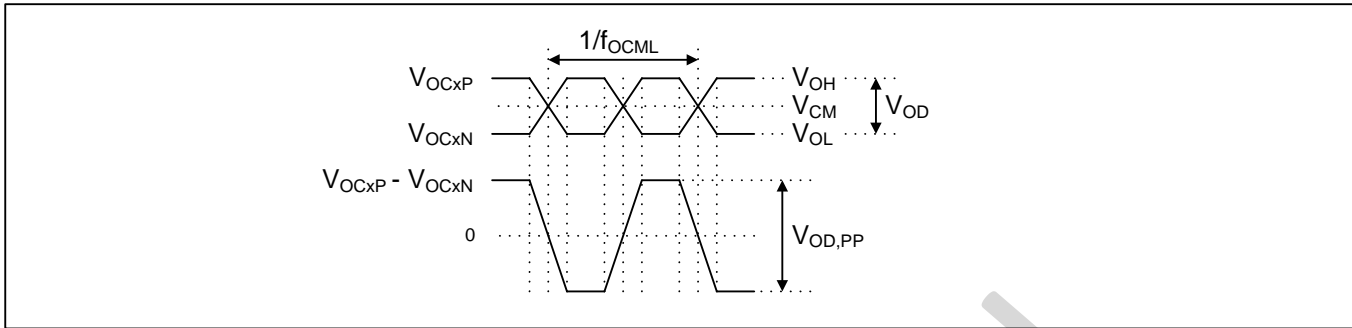 1/fOCML
VOCxP
VOH
VCM
VOD
VOCxN
VOL
VOCxP - VOCxN
0
VOD,PP